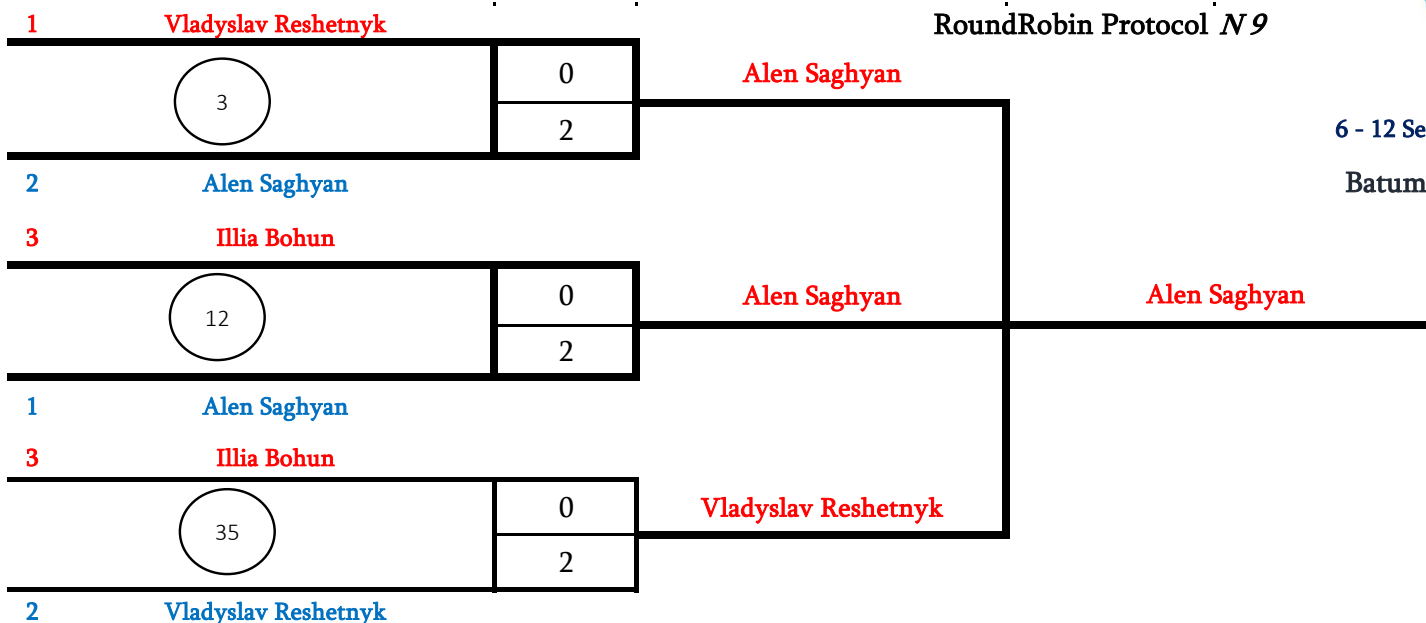 1 Vladyslav Reshetnyk
RoundRobin Protocol N 9
0
Alen Saghyan
3
2
6 - 12 Se
2 Alen Saghyan
Batum
3 Illia Bohun
0
Alen Saghyan
Alen Saghyan
12
2
1 Alen Saghyan
3 Illia Bohun
0
Vladyslav Reshetnyk
35
2
2 Vladyslav Reshetnyk